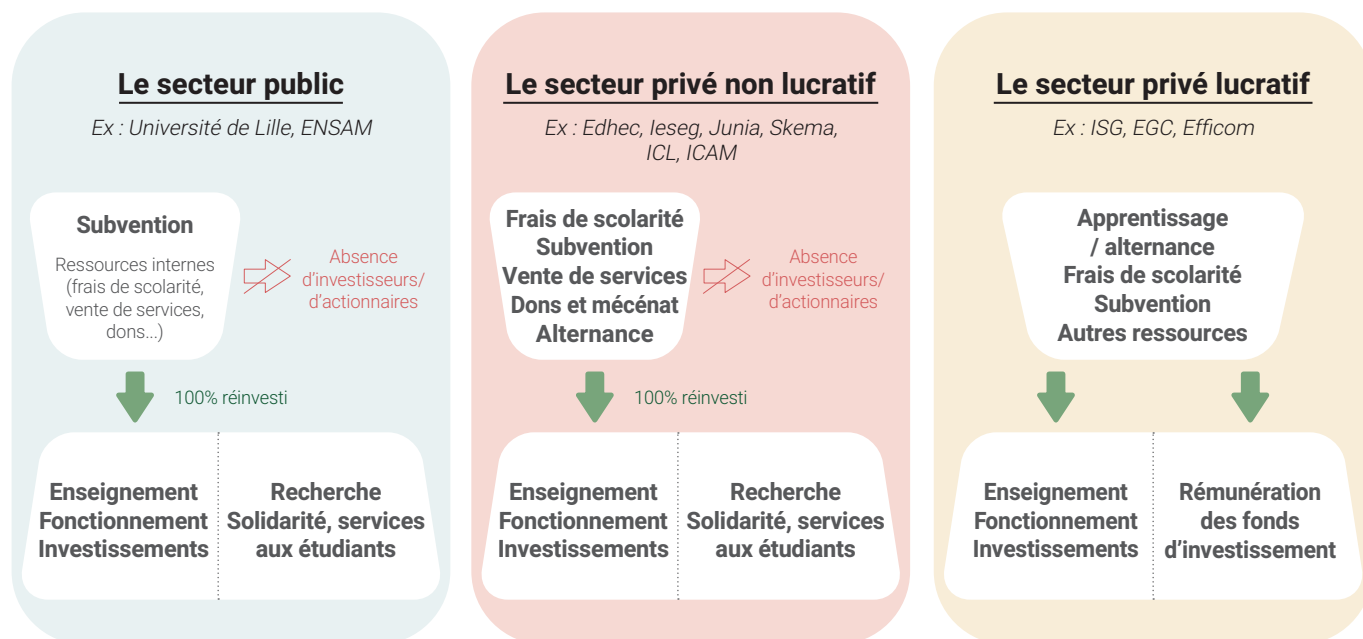 Le secteur public
Ex : Université de Lille, ENSAM
Subvention
Ressources internes
(frais de scolarité,
vente de services,
dons...)
Absence
d'investisseurs/
d'actionnaires
100% réinvesti
Enseignement
Fonctionnement
Investissements
Recherche
Solidarité, services
aux étudiants
Le secteur privé non lucratif
Ex : Edhec, Ieseg, Junia, Skema,
ICL, ICAM
Frais de scolarité
Subvention
Vente de services
Dons et mécénat
Alternance
Absence
d'investisseurs/
d'actionnaires
100% réinvesti
Enseignement
Fonctionnement
Investissements
Recherche
Solidarité, services
aux étudiants
Le secteur privé lucratif
Ex : ISG, EGC, Efficom
Apprentissage
/ alternance
Frais de scolarité
Subvention
Autres ressources
Enseignement
Fonctionnement
Investissements
Rémunération
des fonds
d'investissement